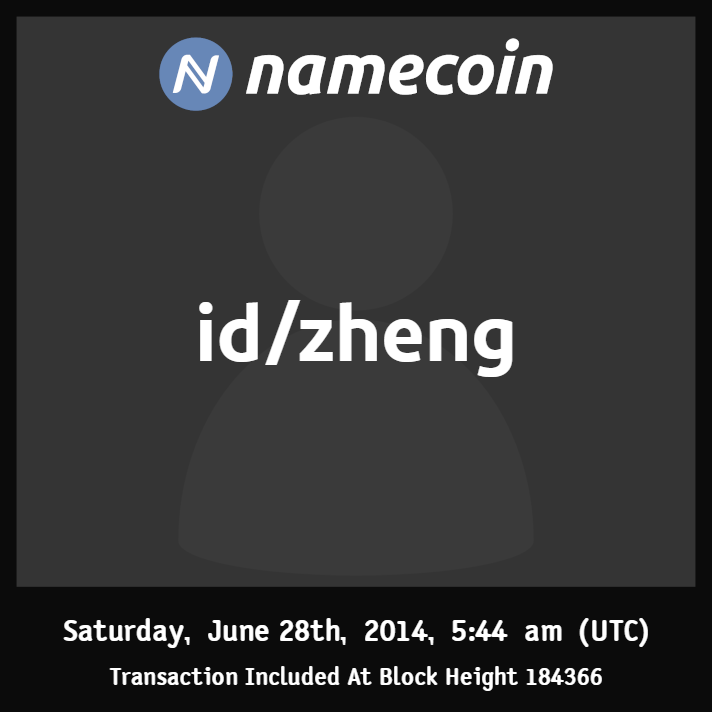 namecoin
id/zheng
Saturday, June 28th, 2014, 5:44 am (UTC)
Transaction Included At Block Height 184366